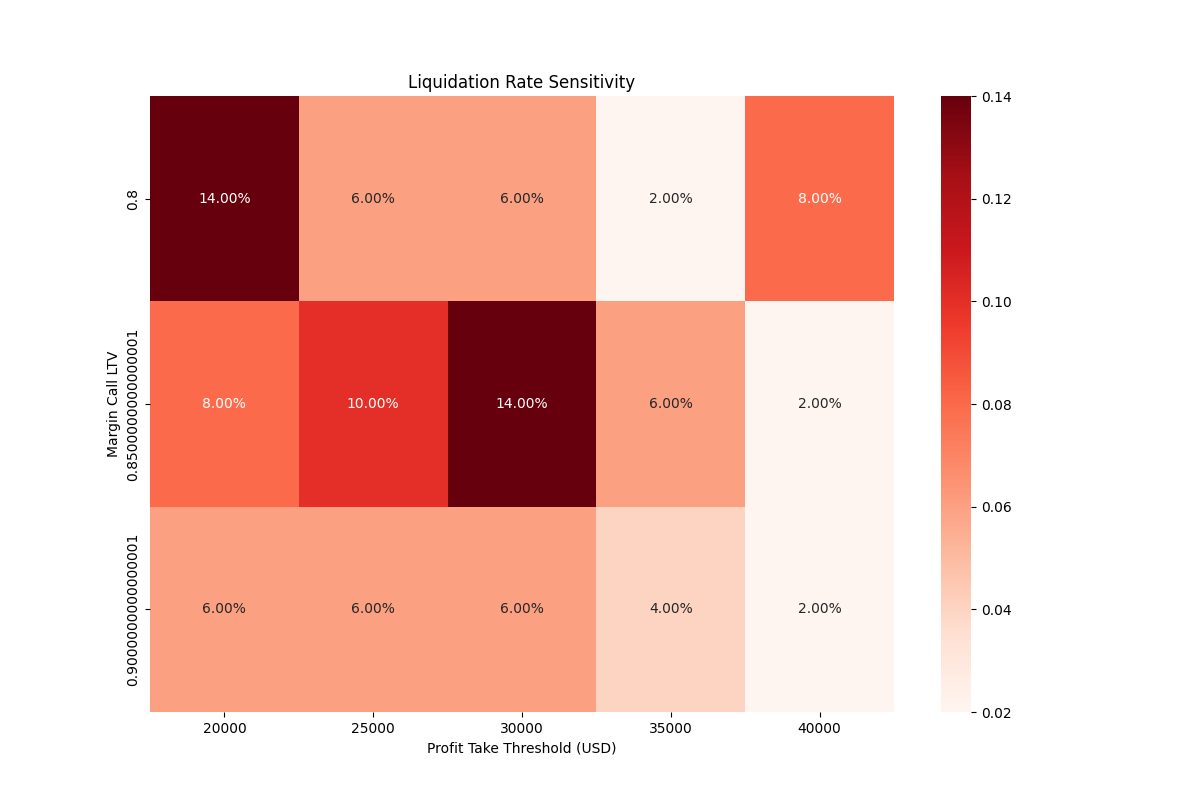 Liquidation Rate Sensitivity
14.00% 6.00% 6.00% 2.00% 8.00%
8.00% 10.00% 14.00% 6.00% 2.00%
6.00% 6.00% 6.00% 4.00% 2.00%
Margin Call LTV
0.8
0.8500000000000001
0.9000000000000001
20000 25000 30000 35000 40000
Profit Take Threshold (USD)
0.14
0.12
0.10
0.08
0.06
0.04
0.02